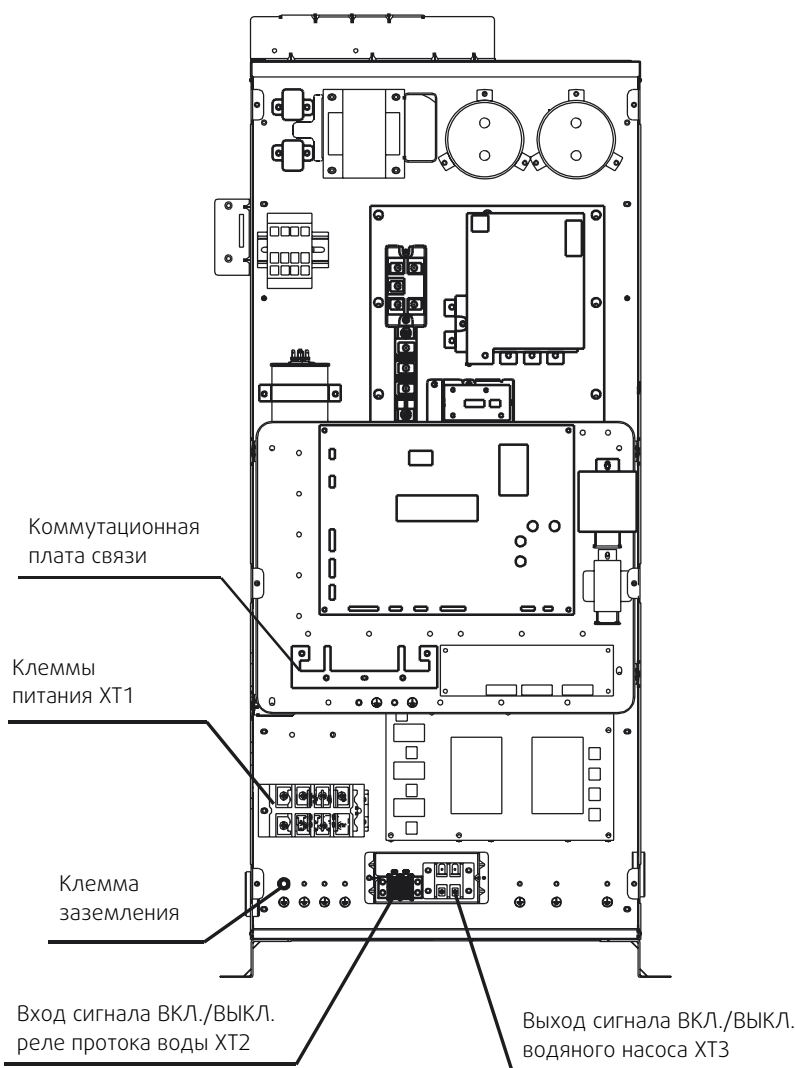 Коммутационная
плата связи
Клеммы
питания XT1
Клемма
заземления
Вход сигнала ВКЛ./ВЫКЛ.
реле протока воды XT2
Выход сигнала ВКЛ./ВЫКЛ.
водяного насоса XT3